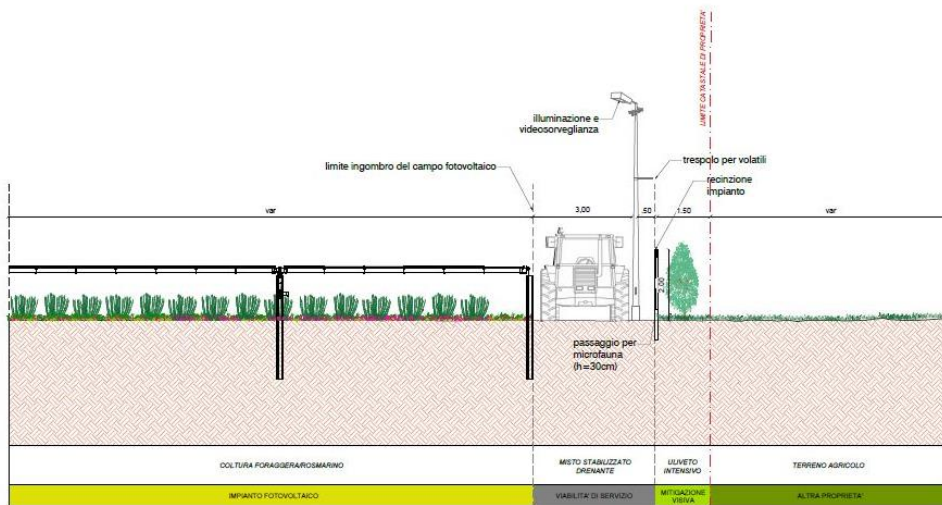 LIMITE CATASTALE DI PROPRIETA'
illuminazione e
videosorveglianza
limite ingombro del campo fotovoltaico
trespolo per volatili
recinzione
impianto
var
3,00
.50
1.50
var
2,00
passaggio per
microfauna
(h=30cm)
COLTURA FORAGGERA/ROSMARINO
MISTO STABILIZZATO
DRENANTE
ULIVETO
INTENSIVO
TERRENO AGRICOLO
IMPIANTO FOTOVOLTAICO
VIABILITA' DI SERVIZIO
MITIGAZIONE
VISIVA
ALTRA PROPRIETA'